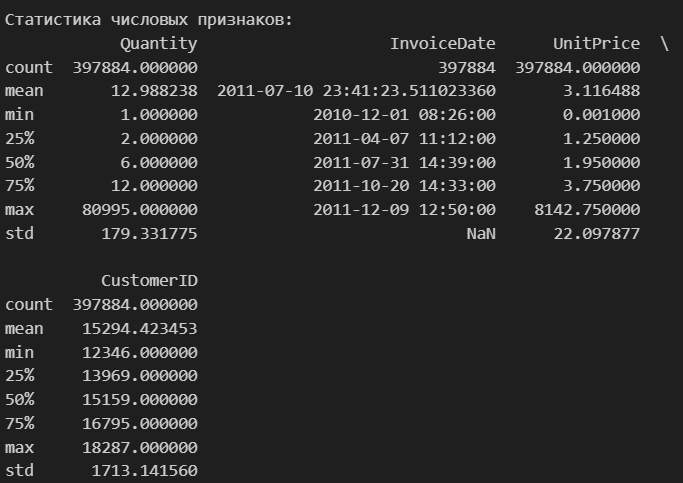 Статистика числовых признаков:
            Quantity                    InvoiceDate      UnitPrice  \
count  397884.000000                         397884  397884.000000
mean       12.988238  2011-07-10 23:41:23.511023360       3.116488
min         1.000000            2010-12-01 08:26:00       0.001000
25%         2.000000            2011-04-07 11:12:00       1.250000
50%         6.000000            2011-07-31 14:39:00       1.950000
75%        12.000000            2011-10-20 14:33:00       3.750000
max     80995.000000            2011-12-09 12:50:00    8142.750000
std       179.331775                            NaN      22.097877
          CustomerID
count  397884.000000
mean    15294.423453
min     12346.000000
25%     13969.000000
50%     15159.000000
75%     16795.000000
max     18287.000000
std      1713.141560